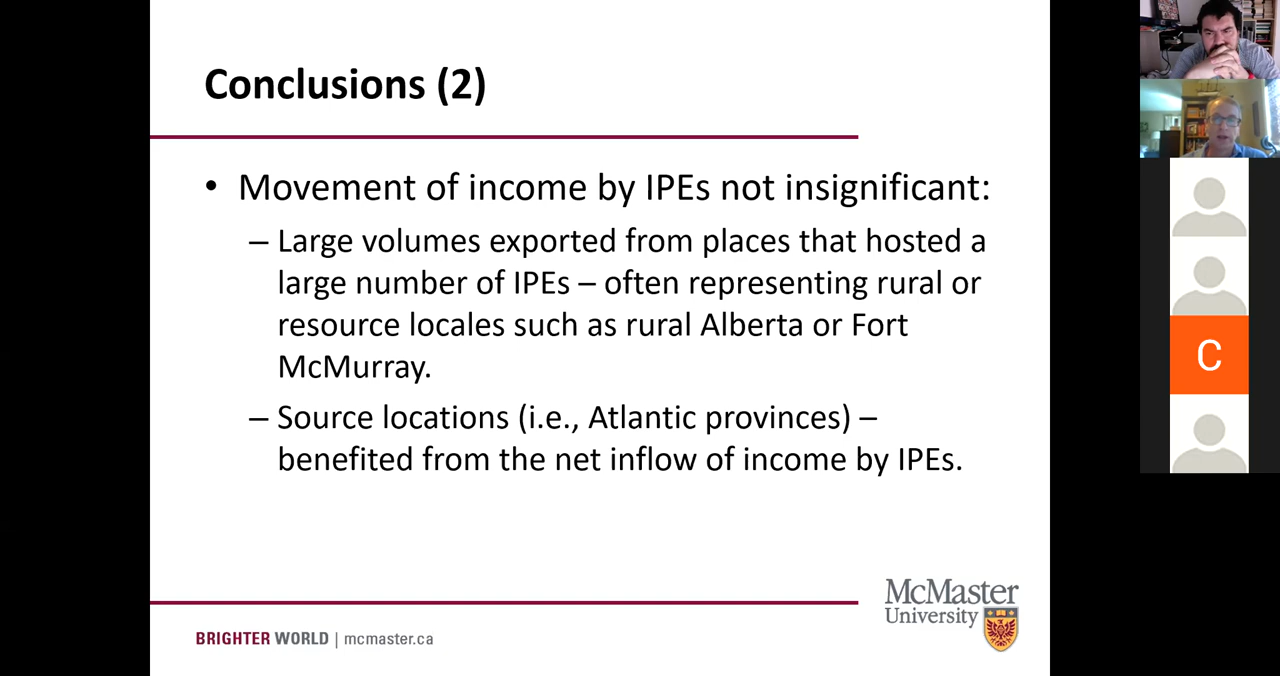 Conclusions (2)
• Movement of income by IPEs not insignificant:
– Large volumes exported from places that hosted a
large number of IPEs – often representing rural or
resource locales such as rural Alberta or Fort
McMurray.
– Source locations (i.e., Atlantic provinces) –
benefited from the net inflow of income by IPEs.
McMaster
University
BRIGHTER WORLD | mcmaster.ca
C